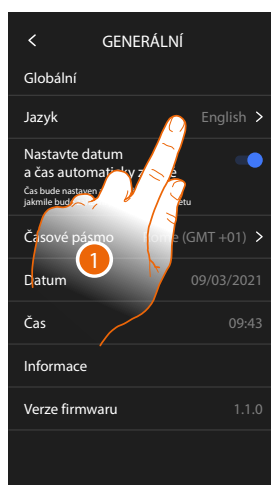 < GENERÁLNÍ
Globální
Jazyk English >
Nastavte datum
a čas automaticky
Čas bude nastaven
jakmile bude
Časové pásmo (GMT +01) >
Datum 09/03/2021
Čas 09:43
Informace
Verze firmwaru 1.1.0
1